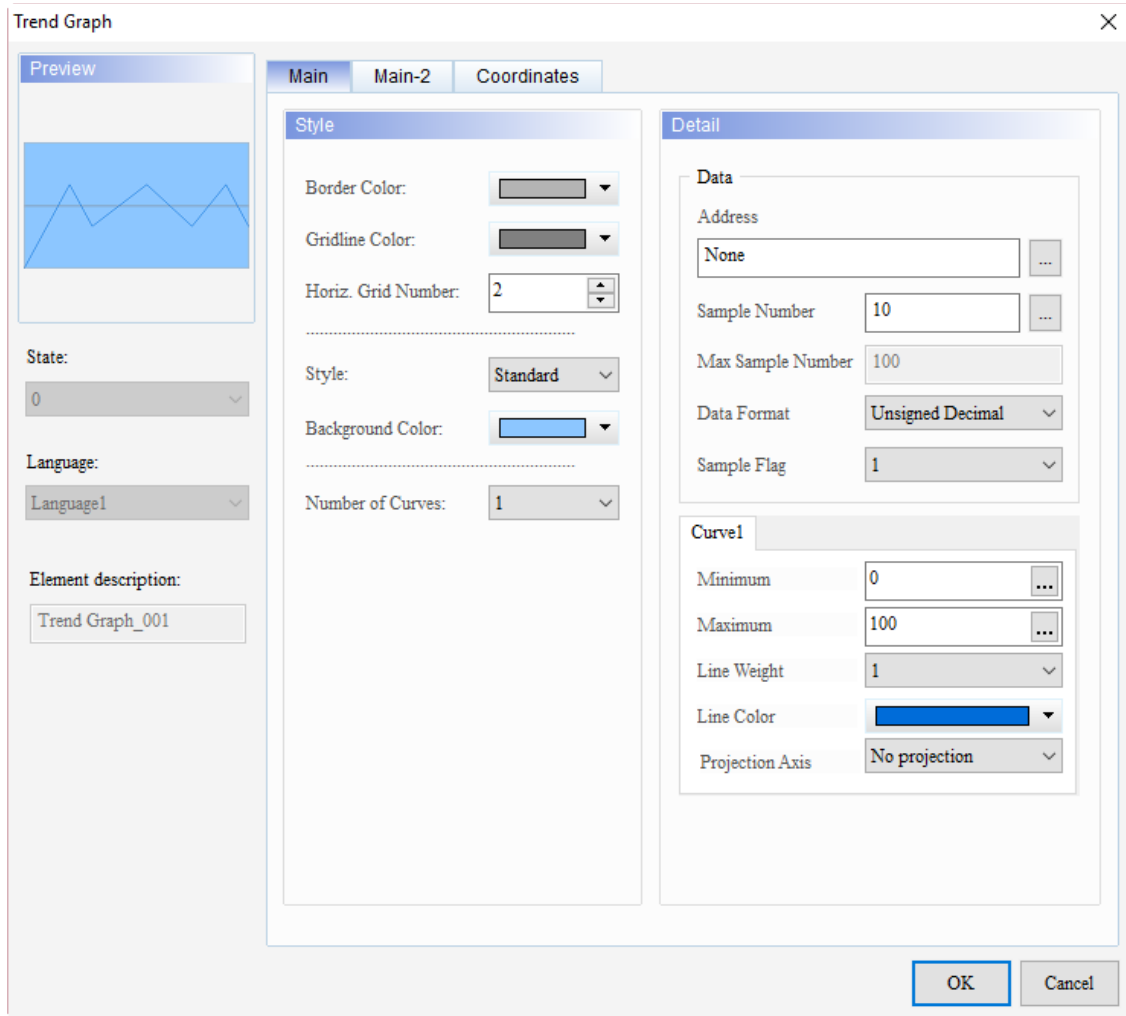 Trend Graph
Preview
State:
0
Language:
Language1
Element description:
Trend Graph_001
Main Main-2 Coordinates
Style
Border Color:
Gridline Color:
Horiz. Grid Number: 2
Style: Standard
Background Color:
Number of Curves: 1
Detail
Data
Address
None ...
Sample Number 10 ...
Max Sample Number 100
Data Format Unsigned Decimal
Sample Flag 1
Curve1
Minimum 0 ...
Maximum 100 ...
Line Weight 1
Line Color
Projection Axis No projection
OK Cancel